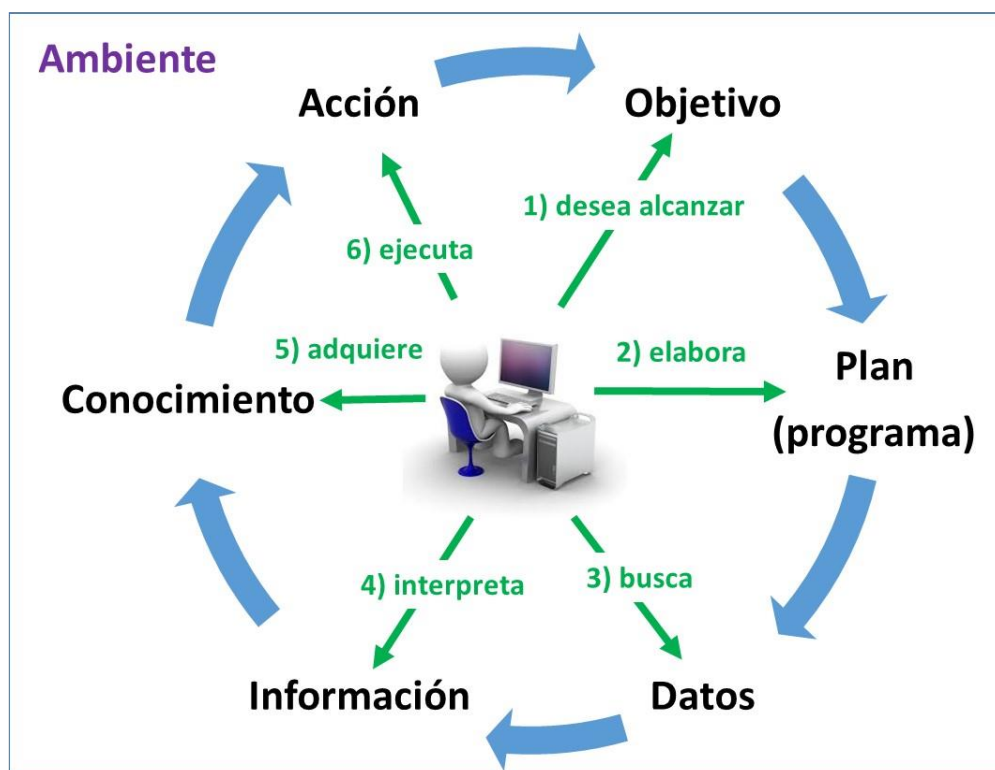 Ambiente
Acción
Objetivo
1) desea alcanzar
6) ejecuta
5) adquiere
2) elabora
Conocimiento
Plan
(programa)
4) interpreta
3) busca
Información
Datos